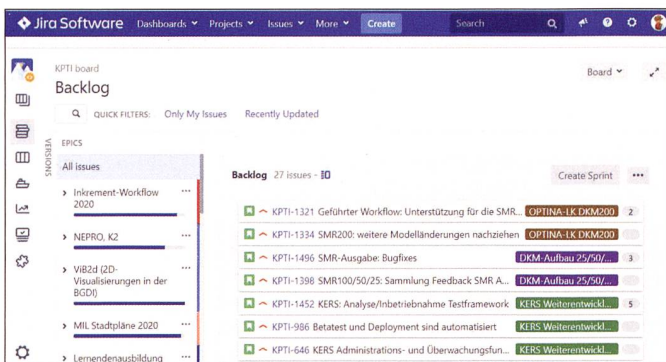 Jira Software Dashboards Projects Issues More Create Search
KPTI board
Backlog
Board
QUICK FILTERS: Only My Issues Recently Updated
VERSIONS
EPICS
All issues
Inkrement-Workflow
2020
NEPRO, K2
ViB2d (2D-
Visualisierungen in der
BGDI)
MIL Stadtpläne 2020
Lernendenausbildung
Backlog 27 issues -
Create Sprint
KPTI-1321 Geführter Workflow: Unterstützung für die SMR... OPTINA-LK DKM200 2
KPTI-1334 SMR200: weitere Modelländerungen nachziehen OPTINA-LK DKM200
KPTI-1496 SMR-Ausgabe: Bugfixes DKM-Aufbau 25/50/... 3
KPTI-1398 SMR100/50/25: Sammlung Feedback SMR A... DKM-Aufbau 25/50/...
KPTI-1452 KERS: Analyse/Inbetriebnahme Testframework KERS Weiterentwickl... 5
KPTI-986 Betatest und Deployment sind automatisiert KERS Weiterentwickl...
KPTI-646 KERS Administrations- und Überwachungsfun... KERS Weiterentwickl...